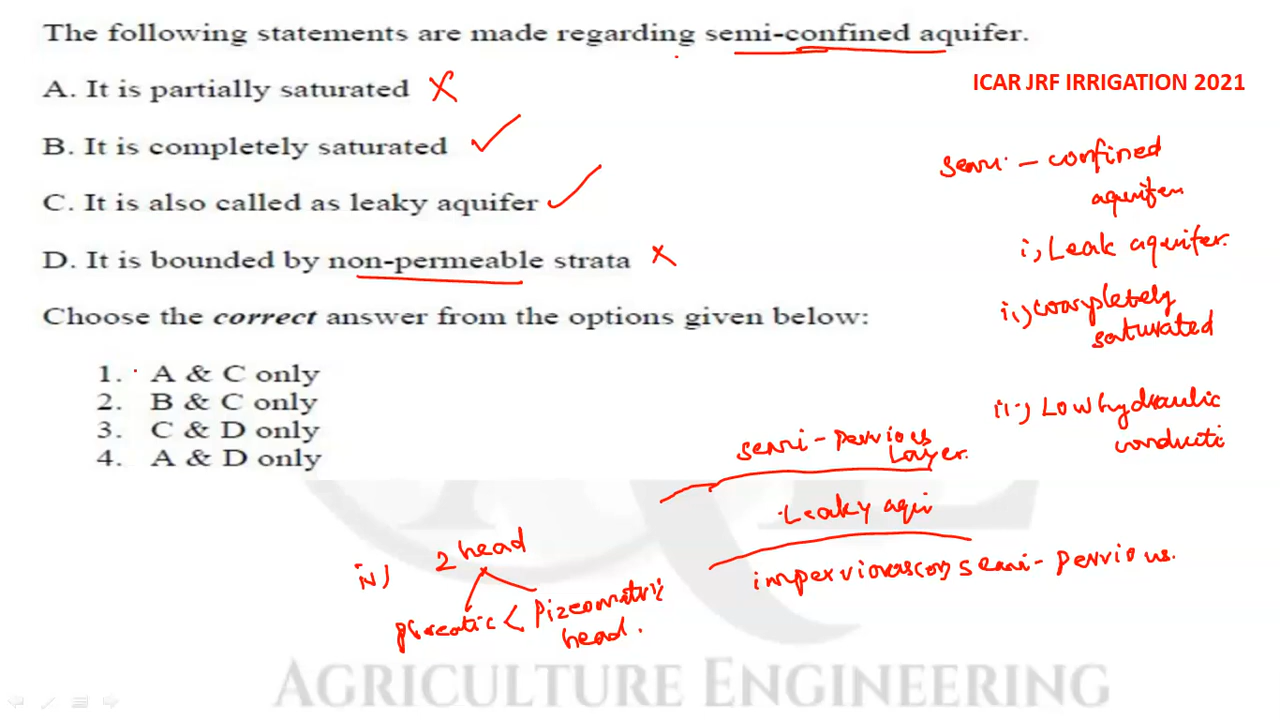 The following statements are made regarding semi-confined aquifer.
ICAR JRF IRRIGATION 2021
A. It is partially saturated
B. It is completely saturated
C. It is also called as leaky aquifer
D. It is bounded by non-permeable strata
Choose the correct answer from the options given below:
1. A & C only
2. B & C only
3. C & D only
4. A & D only
semi - confined
aquifer
i, Leak aquifer.
ii,) completely
saturated
iii,) Low hydraulic
conducti
semi - pervious
Layer.
Leaky aqui
impervious (or) semi - pervious.
iv) 2 head
phreatic < Pizeometric
head.
AGRICULTURE ENGINEERING